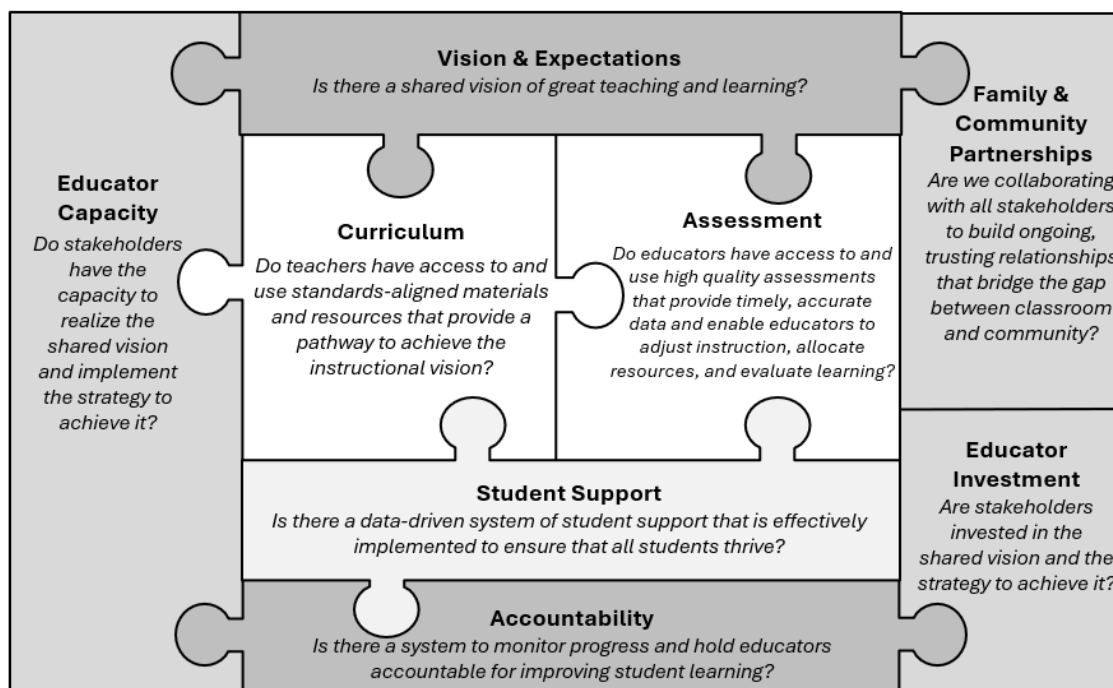 Vision & Expectations
Is there a shared vision of great teaching and learning?
Educator
Capacity
Do stakeholders
have the
capacity to
realize the
shared vision
and implement
the strategy to
achieve it?
Curriculum
Do teachers have access to and
use standards-aligned materials
and resources that provide a
pathway to achieve the
instructional vision?
Assessment
Do educators have access to and
use high quality assessments
that provide timely, accurate
data and enable educators to
adjust instruction, allocate
resources, and evaluate learning?
Family &
Community
Partnerships
Are we collaborating
with all stakeholders
to build ongoing,
trusting relationships
that bridge the gap
between classroom
and community?
Student Support
Is there a data-driven system of student support that is effectively
implemented to ensure that all students thrive?
Educator
Investment
Are stakeholders
invested in the
shared vision and the
strategy to achieve it?
Accountability
Is there a system to monitor progress and hold educators
accountable for improving student learning?